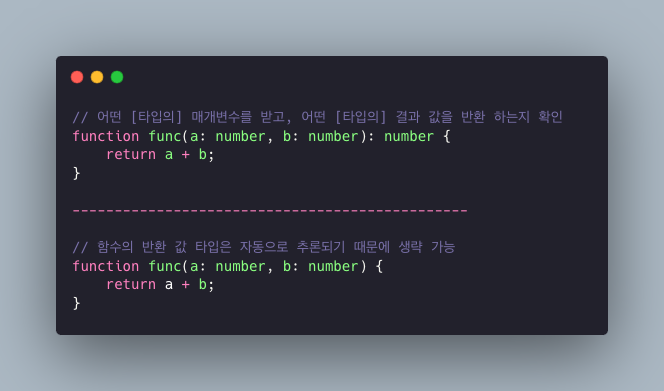 // 어떤 [타입의] 매개변수를 받고, 어떤 [타입의] 결과 값을 반환 하는지 확인
function func(a: number, b: number): number {
    return a + b;
}
-----------------------------------------------
// 함수의 반환 값 타입은 자동으로 추론되기 때문에 생략 가능
function func(a: number, b: number) {
    return a + b;
}